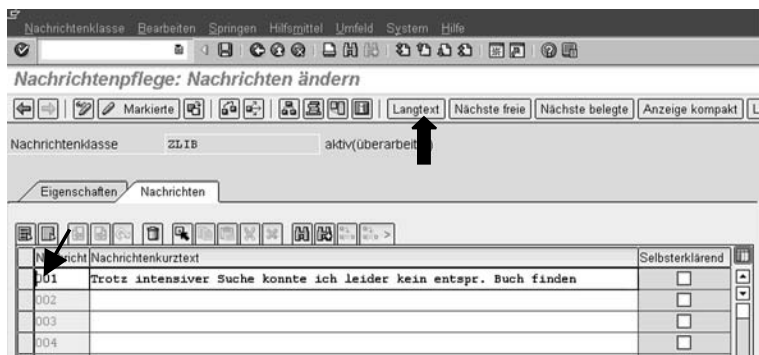 Nachrichtenklasse Bearbeiten Springen Hilfsmittel Umfeld System Hilfe
Nachrichtenpflege: Nachrichten ändern
Markierte Langtext Nächste freie Nächste belegte Anzeige kompakt L
Nachrichtenklasse ZLIB aktiv(überarbeitet)
Eigenschaften Nachrichten
Nachrichtkurztext Selbsterklärend
001 Trotz intensiver Suche konnte ich leider kein entspr. Buch finden
002
003
004